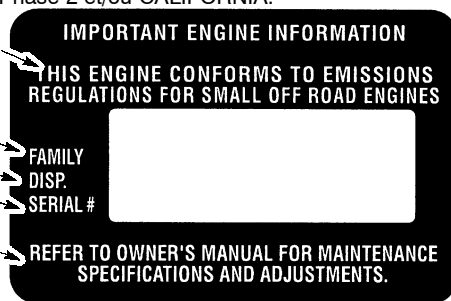 Phase 2 et/ou CALIFORNIA.
IMPORTANT ENGINE INFORMATION
THIS ENGINE CONFORMS TO EMISSIONS
REGULATIONS FOR SMALL OFF ROAD ENGINES
FAMILY
DISP.
SERIAL #
REFER TO OWNER'S MANUAL FOR MAINTENANCE
SPECIFICATIONS AND ADJUSTMENTS.